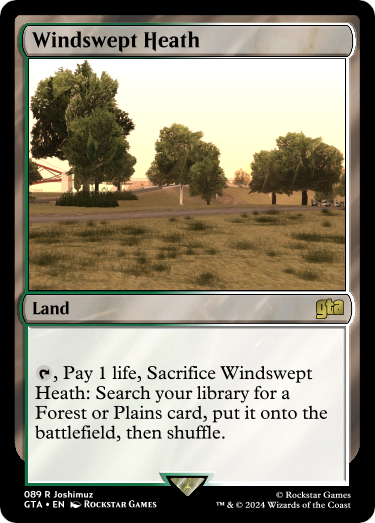 Windswept Heath
Land
gta
, Pay 1 life, Sacrifice Windswept
Heath: Search your library for a
Forest or Plains card, put it onto the
battlefield, then shuffle.
089 R Joshimuz
GTA • EN ROCKSTAR GAMES
© Rockstar Games
™ & © 2024 Wizards of the Coast